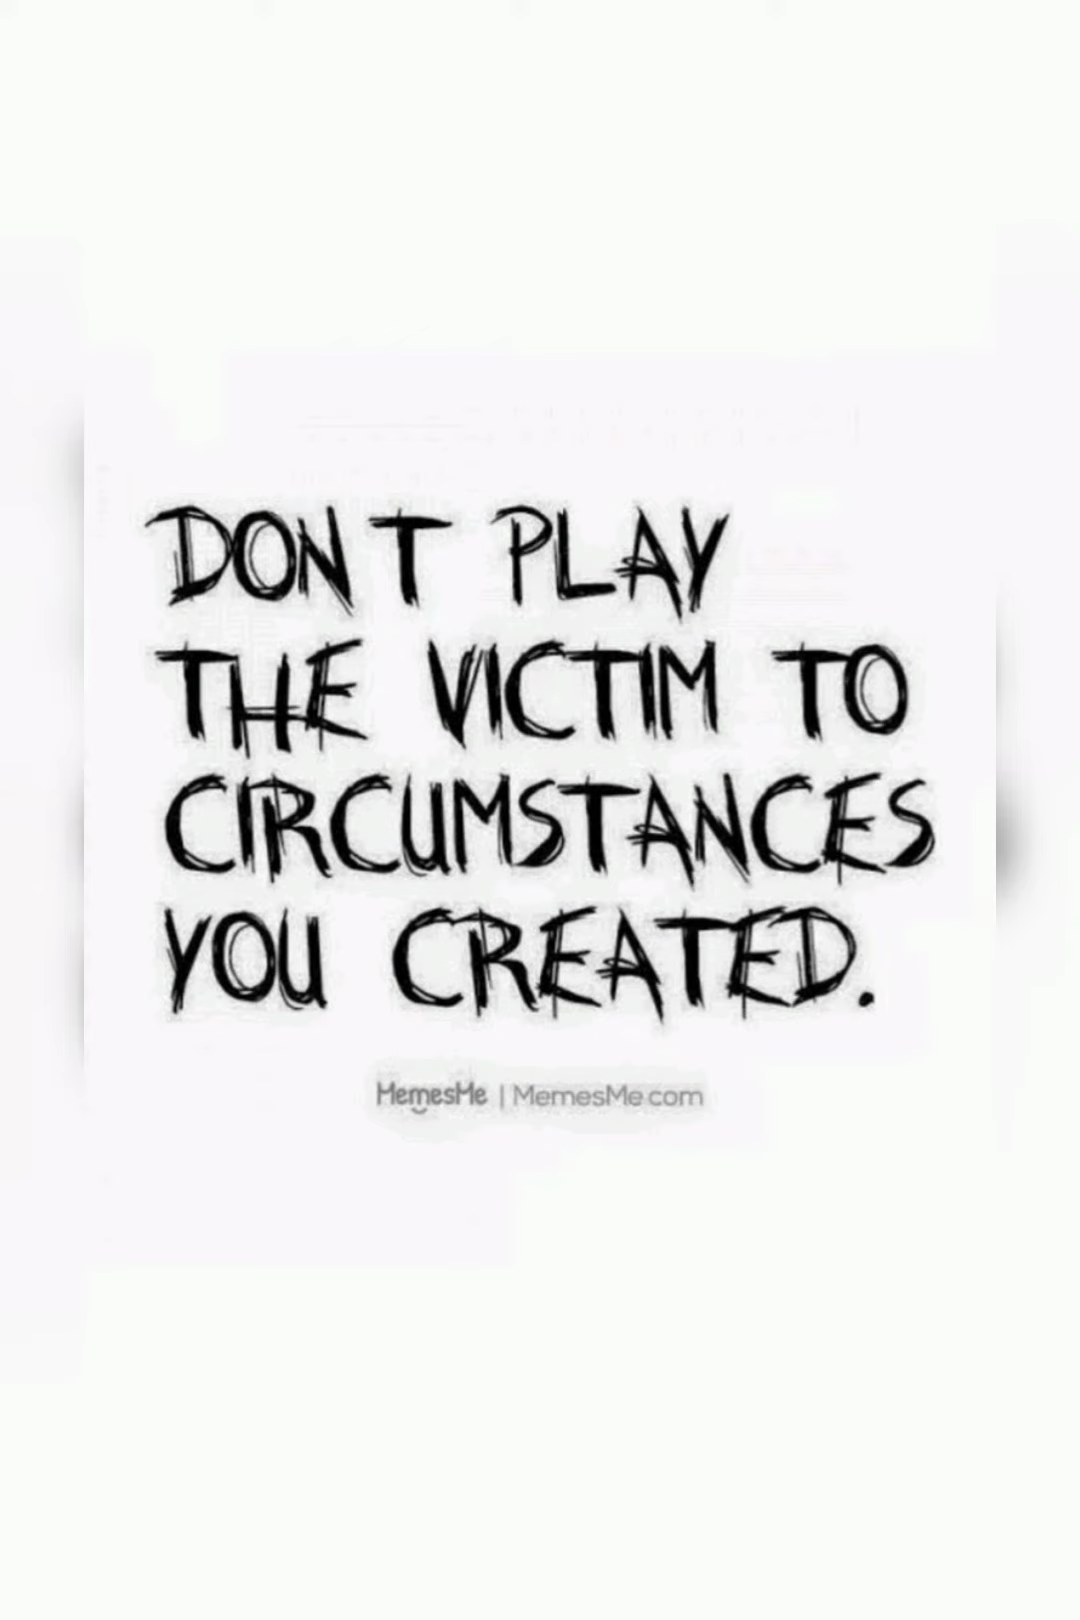 DON T PLAY
THE VICTIM TO
CIRCUMSTANCES
YOU CREATED.
MemesMe | MemesMe.com